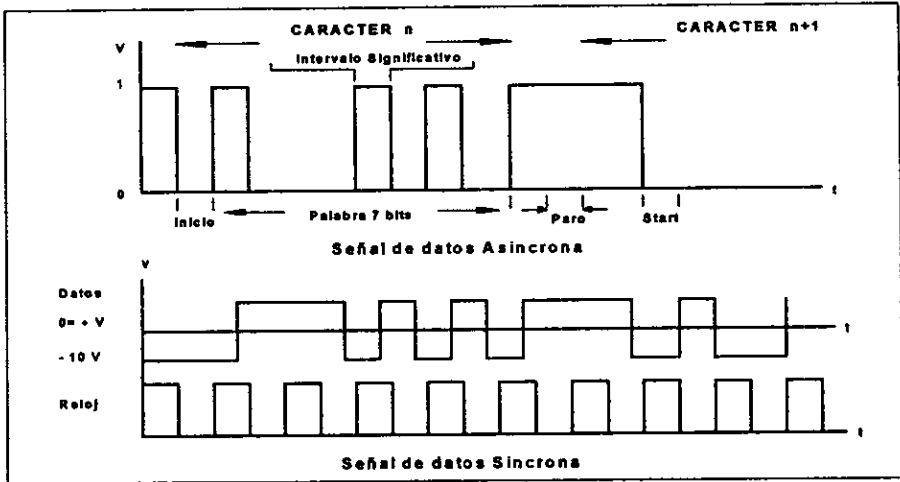 CARACTER n CARACTER n+1
V
Intervalo Significativo
1
0
t
Inicio Palabra 7 bits Paro Start
Señal de datos Asincrona
V
Datos
0= + V
t
- 10 V
Reloj
t
Señal de datos Sincrona